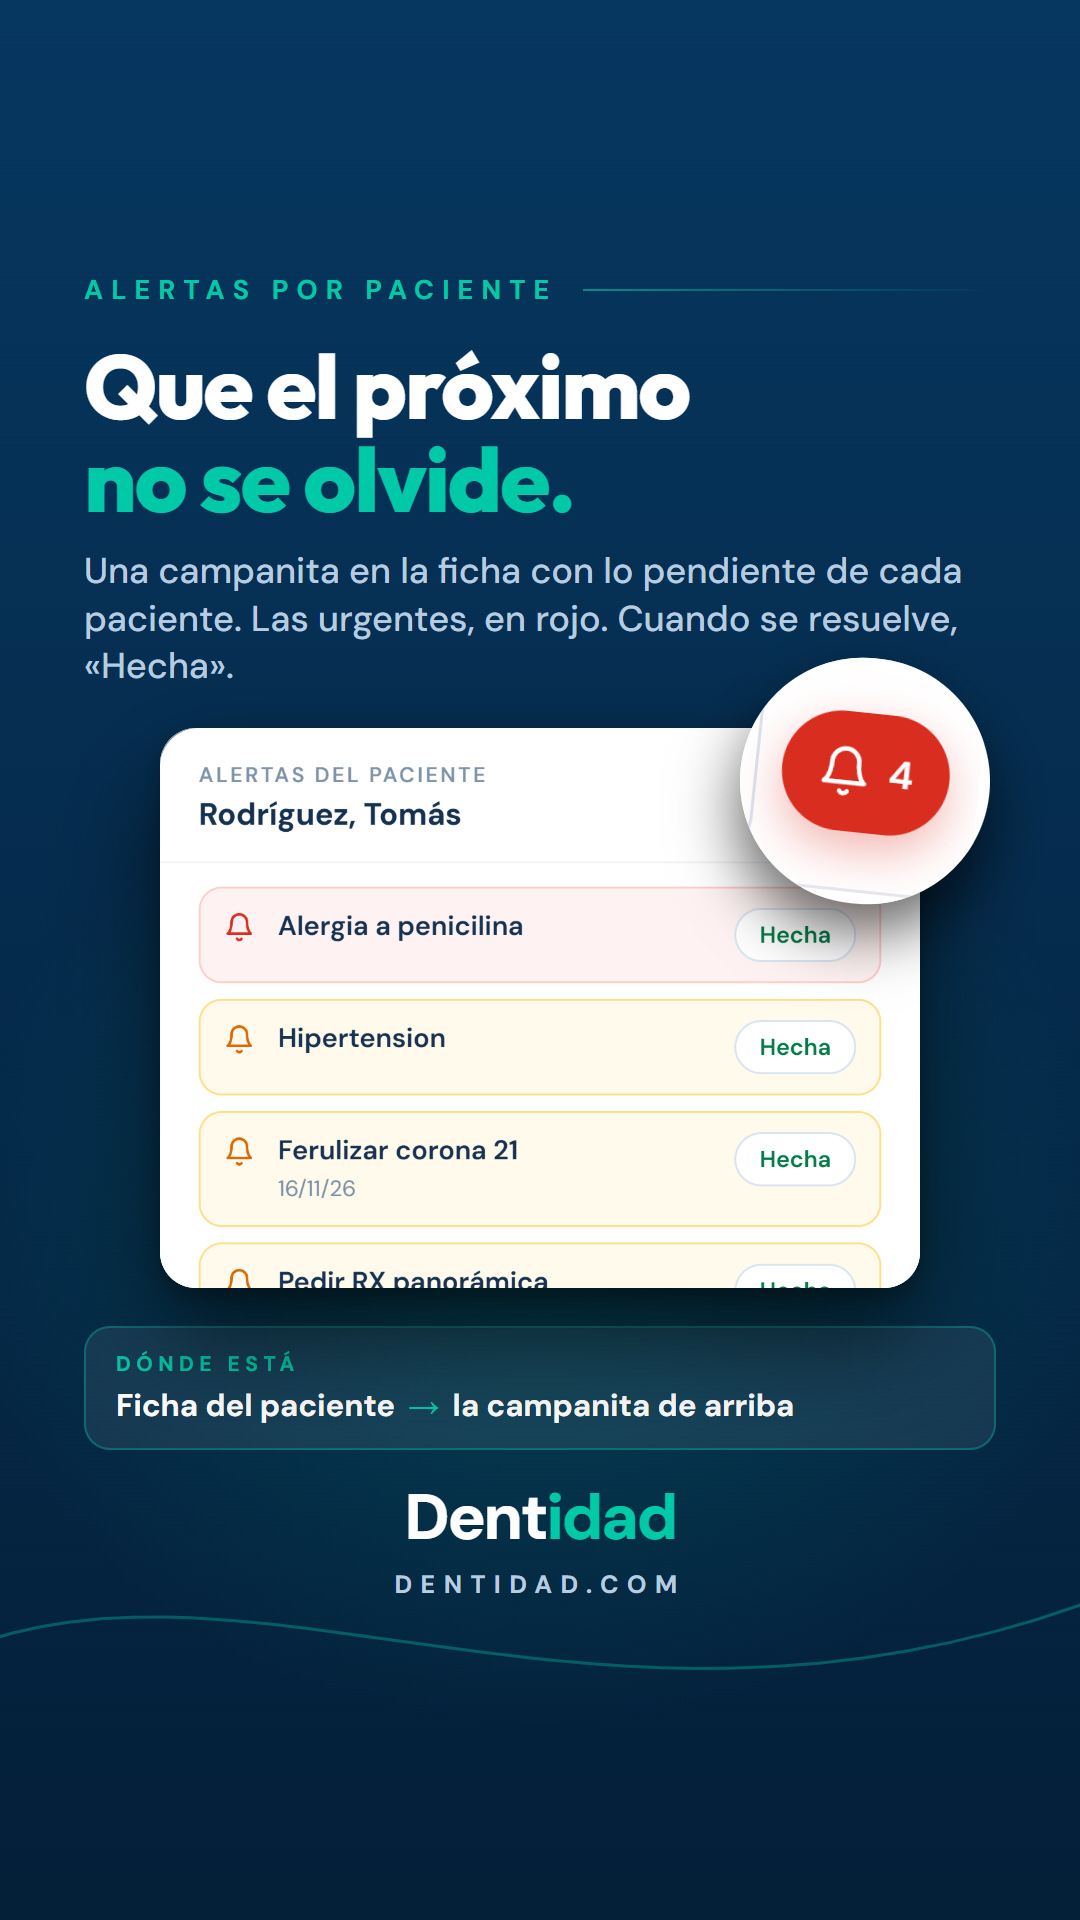 ALERTAS POR PACIENTE
Que el próximo
no se olvide.
Una campanita en la ficha con lo pendiente de cada
paciente. Las urgentes, en rojo. Cuando se resuelve,
«Hecha».
4
ALERTAS DEL PACIENTE
Rodríguez, Tomás
Alergia a penicilina
Hecha
Hipertension
Hecha
Ferulizar corona 21
Hecha
16/11/26
Pedir RX panorámica
Hecha
DÓNDE ESTÁ
Ficha del paciente → la campanita de arriba
Dentidad
DENTIDAD.COM